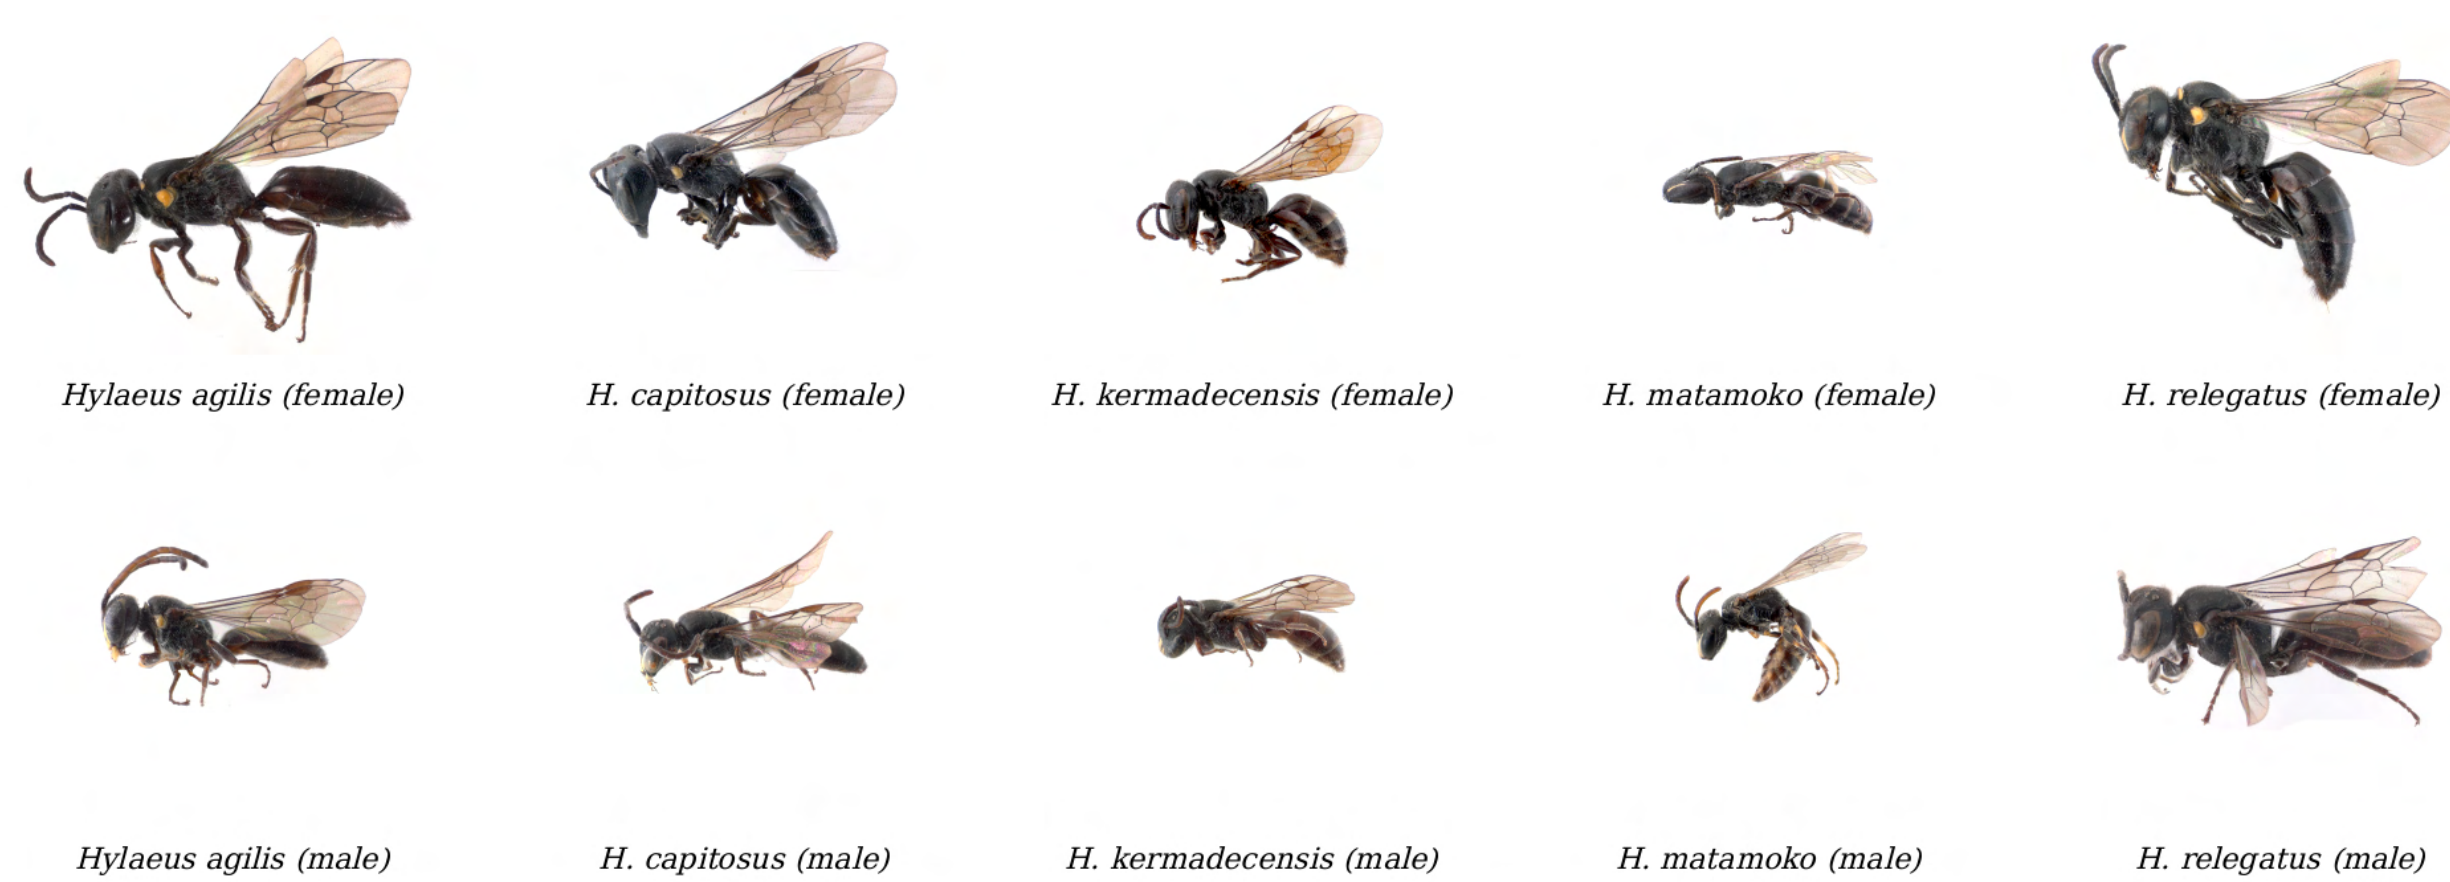 Hylaeus agilis (female)
H. capitosus (female)
H. kermadecensis (female)
H. matamoko (female)
H. relegatus (female)
Hylaeus agilis (male)
H. capitosus (male)
H. kermadecensis (male)
H. matamoko (male)
H. relegatus (male)